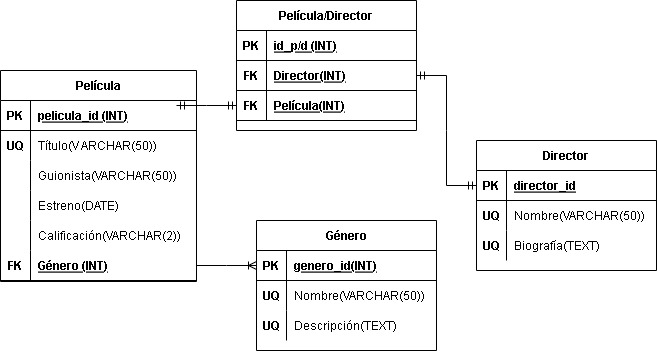 Película/Director
PK id_p/d (INT)
FK Director(INT)
FK Película(INT)
Película
PK pelicula_id (INT)
UQ Título(VARCHAR(50))
Guionista(VARCHAR(50))
Estreno(DATE)
Calificación(VARCHAR(2))
FK Género (INT)
Director
PK director_id
UQ Nombre(VARCHAR(50))
UQ Biografía(TEXT)
Género
PK genero_id(INT)
UQ Nombre(VARCHAR(50))
UQ Descripción(TEXT)